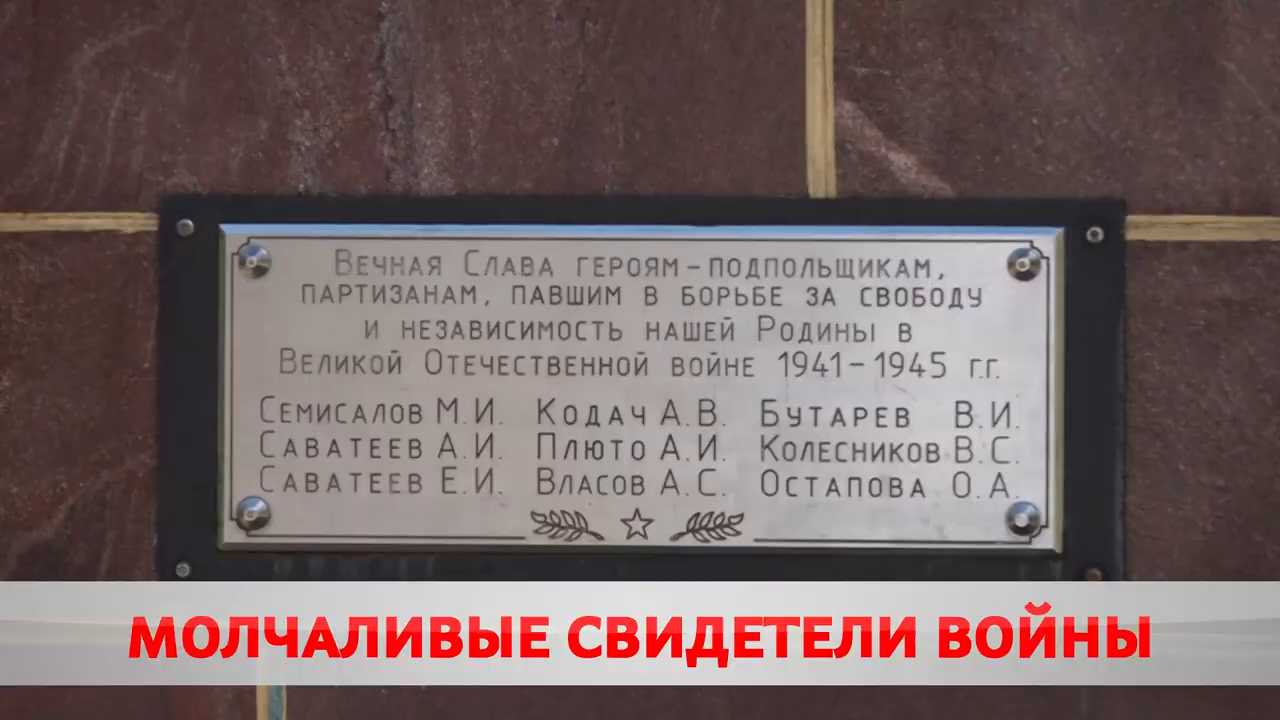 Вечная Слава героям-подпольщикам,
партизанам, павшим в борьбе за свободу
и независимость нашей Родины в
Великой Отечественной войне 1941-1945 г.г.
Семисалов М.И. Кодач А.В. Бутарев В.И.
Саватеев А.И. Плюто А.И. Колесников В.С.
Саватеев Е.И. Власов А.С. Остапова О.А.
МОЛЧАЛИВЫЕ СВИДЕТЕЛИ ВОЙНЫ